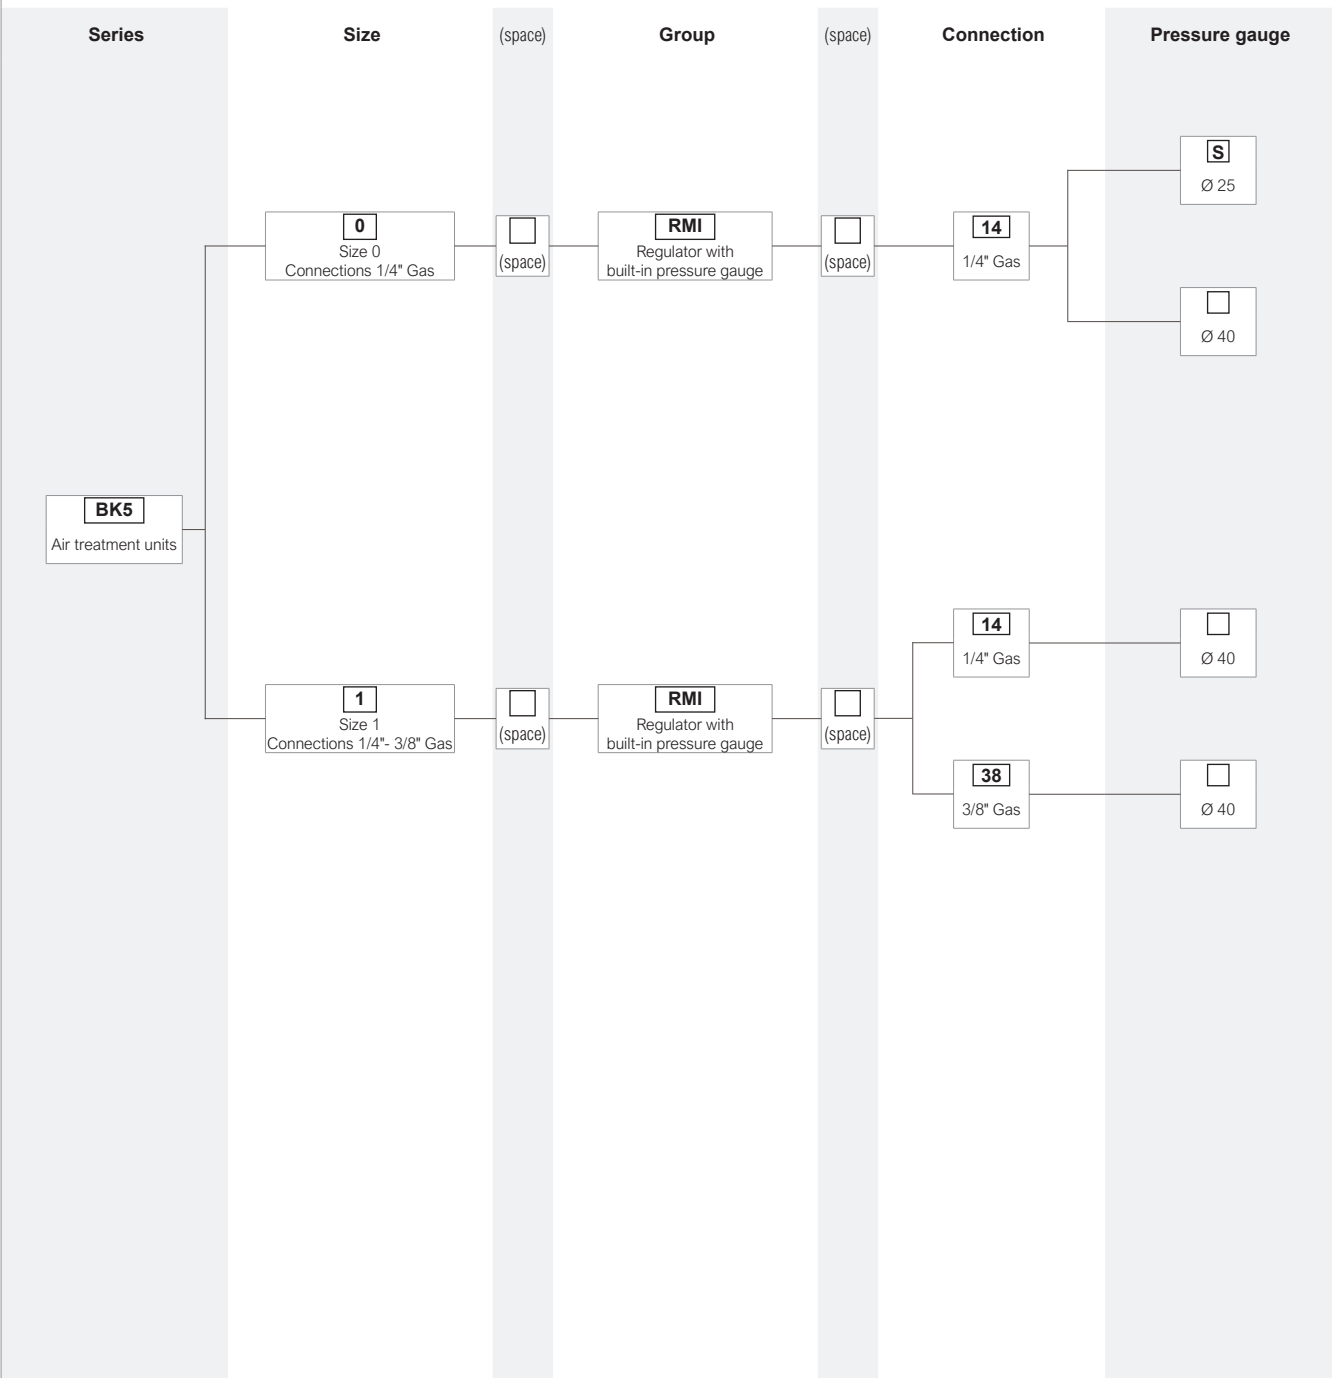 Series Size (space) Group (space) Connection Pressure gauge
S
Ø 25
0
Size 0
Connections 1/4" Gas
(space)
RMI
Regulator with
built-in pressure gauge
(space)
14
1/4" Gas
Ø 40
BK5
Air treatment units
14
1/4" Gas
Ø 40
1
Size 1
Connections 1/4"- 3/8" Gas
(space)
RMI
Regulator with
built-in pressure gauge
(space)
38
3/8" Gas
Ø 40